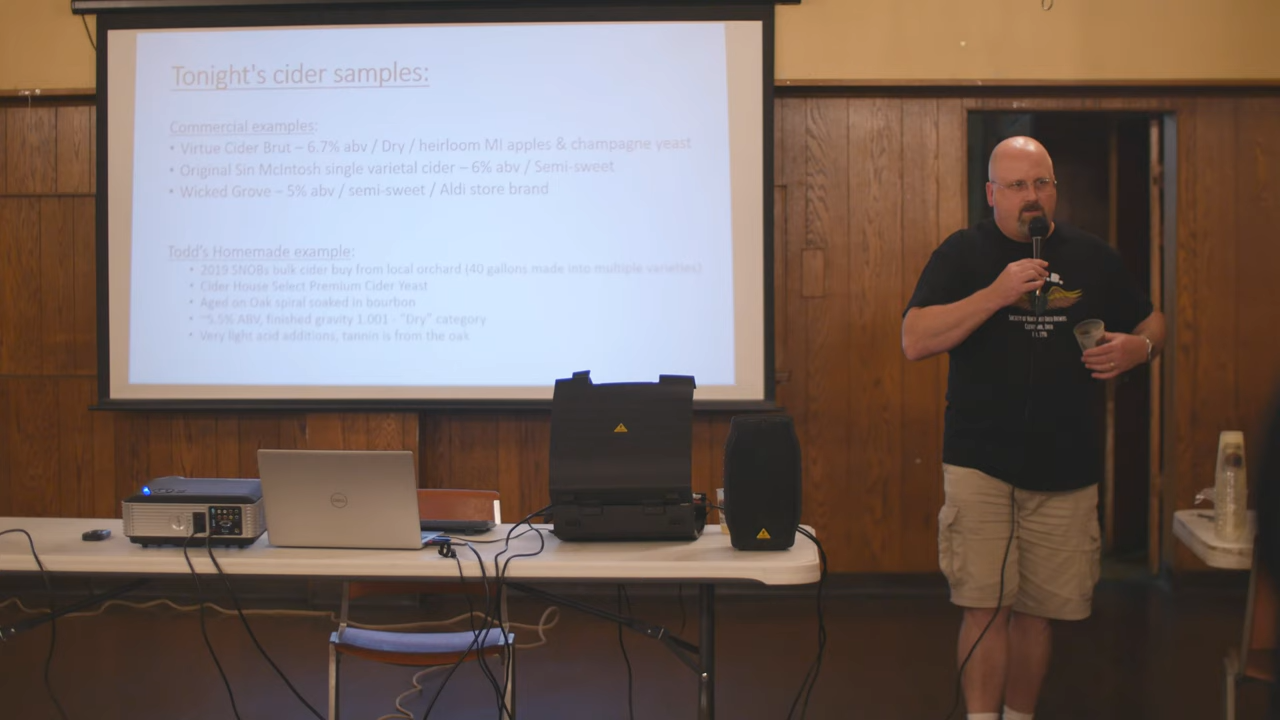 Tonight's cider samples:
Commercial examples:
• Virtue Cider Brut – 6.7% abv / Dry / heirloom MI apples & champagne yeast
• Original Sin McIntosh single varietal cider – 6% abv / Semi-sweet
• Wicked Grove – 5% abv / semi-sweet / Aldi store brand
Todd's Homemade example:
• 2019 SNOBs bulk cider buy from local orchard (40 gallons made into multiple varieties)
• Cider House Select Premium Cider Yeast
• Aged on Oak spiral soaked in bourbon
• ~5.5% ABV, finished gravity 1.001 - "Dry" category
• Very light acid additions, tannin is from the oak
DELL